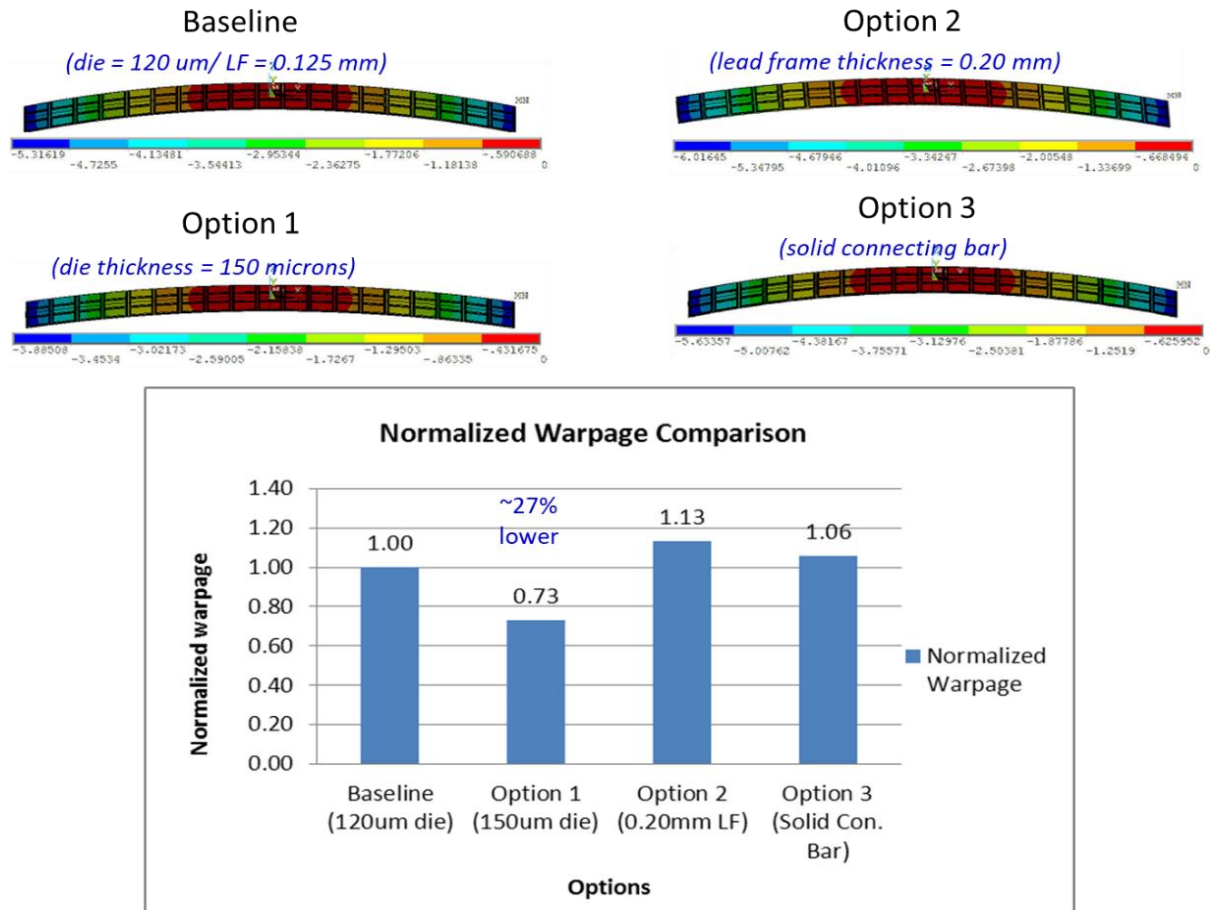 Baseline
(die = 120 um/ LF = 0.125 mm)
MN
-5.31619
-4.7255
-4.13481
-3.54413
-2.95344
-2.36275
-1.77206
-1.18138
-.590688
0
Option 2
(lead frame thickness = 0.20 mm)
MN
-6.01645
-5.34795
-4.67946
-4.01096
-3.34247
-2.67398
-2.00548
-1.33699
-.668494
0
Option 1
(die thickness = 150 microns)
MN
-3.88508
-3.4534
-3.02173
-2.59005
-2.15838
-1.7267
-1.29503
-.86335
-.431675
0
Option 3
(solid connecting bar)
MN
-5.63357
-5.00762
-4.38167
-3.75571
-3.12976
-2.50381
-1.87786
-1.2519
-.625952
0
Normalized Warpage Comparison
Normalized warpage
1.40
1.20
1.00
0.80
0.60
0.40
0.20
0.00
1.00
~27%
lower
0.73
1.13
1.06
Normalized
Warpage
Baseline
(120um die)
Option 1
(150um die)
Option 2
(0.20mm LF)
Option 3
(Solid Con.
Bar)
Options